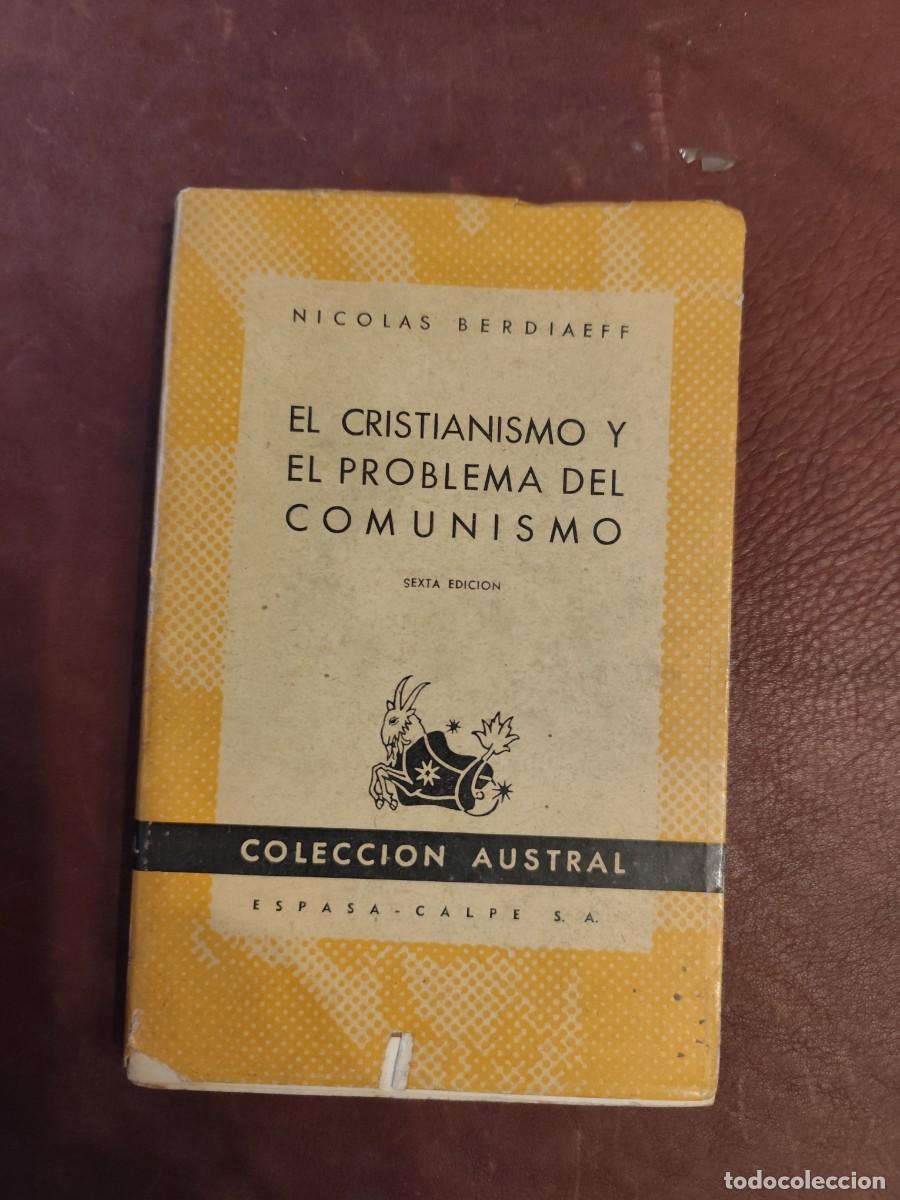 NICOLAS BERDIAEFF
EL CRISTIANISMO Y
EL PROBLEMA DEL
COMUNISMO
SEXTA EDICION
COLECCION AUSTRAL
ESPASA-CALPE S. A.
todocoleccion